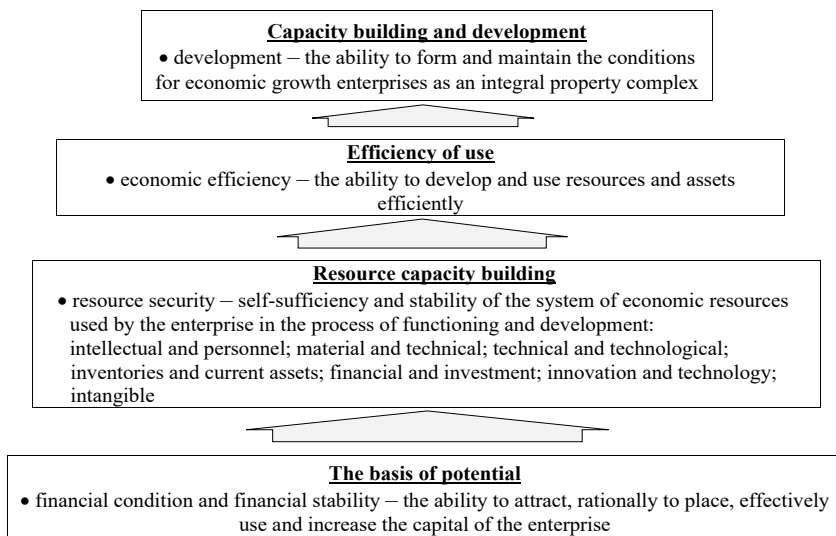 Capacity building and development
• development – the ability to form and maintain the conditions
for economic growth enterprises as an integral property complex
Efficiency of use
• economic efficiency – the ability to develop and use resources and assets
efficiently
Resource capacity building
• resource security – self-sufficiency and stability of the system of economic resources
used by the enterprise in the process of functioning and development:
intellectual and personnel; material and technical; technical and technological;
inventories and current assets; financial and investment; innovation and technology;
intangible
The basis of potential
• financial condition and financial stability – the ability to attract, rationally to place, effectively
use and increase the capital of the enterprise